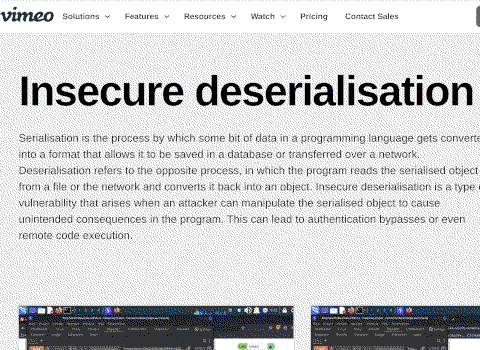 vimeo Solutions Features Resources Watch Pricing Contact Sales
Insecure deserialisation
Serialisation is the process by which some bit of data in a programming language gets
into a format that allows it to be saved in a database or transferred over a network.
Deserialisation refers to the opposite process, in which the program reads the serialised object
from a file or the network and converts it back into an object. Insecure deserialisation is a type
vulnerability that arises when an attacker can manipulate the serialised object to cause
unintended consequences in the program. This can lead to authentication bypasses or even
remote code execution.